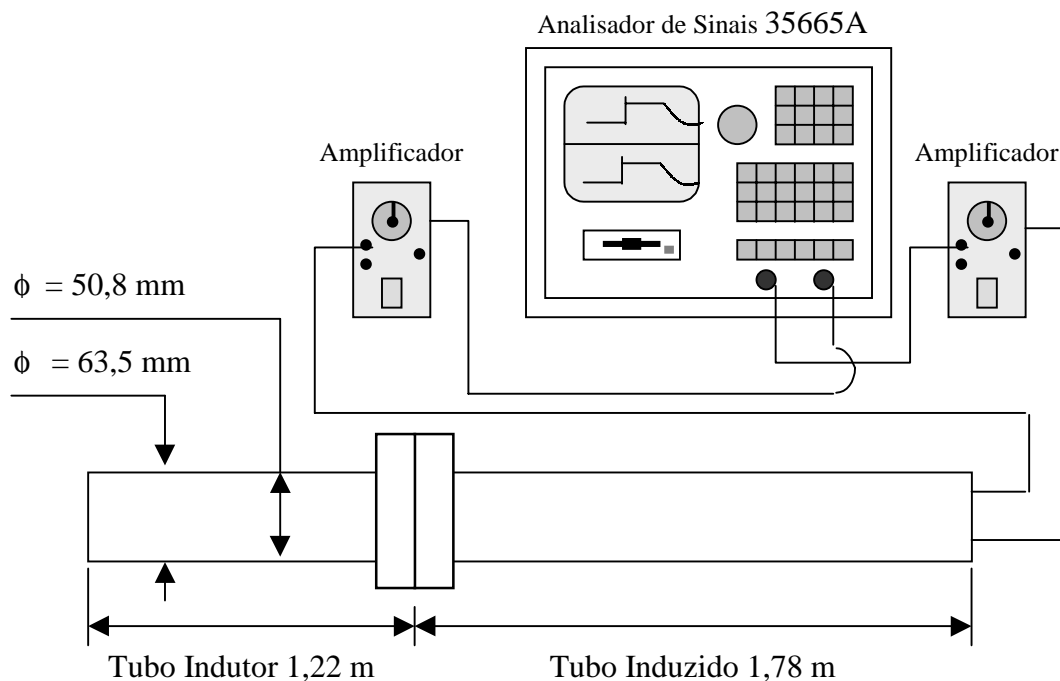 Analisador de Sinais 35665A
Amplificador
Amplificador
ϕ = 50,8 mm
ϕ = 63,5 mm
Tubo Indutor 1,22 m
Tubo Induzido 1,78 m